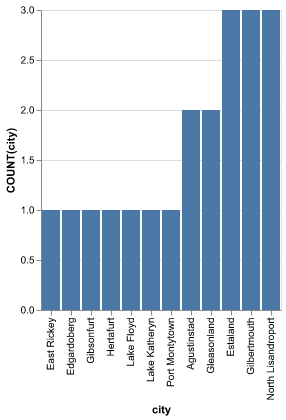 COUNT(city)
3.0
2.5
2.0
1.5
1.0
0.5
0.0
East Rickey
Edgardoberg
Gibsonfurt
Hertafurt
Lake Floyd
Lake Katheryn
Port Montytown
Agustinstad
Gleasonland
Estaland
Gilbertmouth
North Lisandroport
city